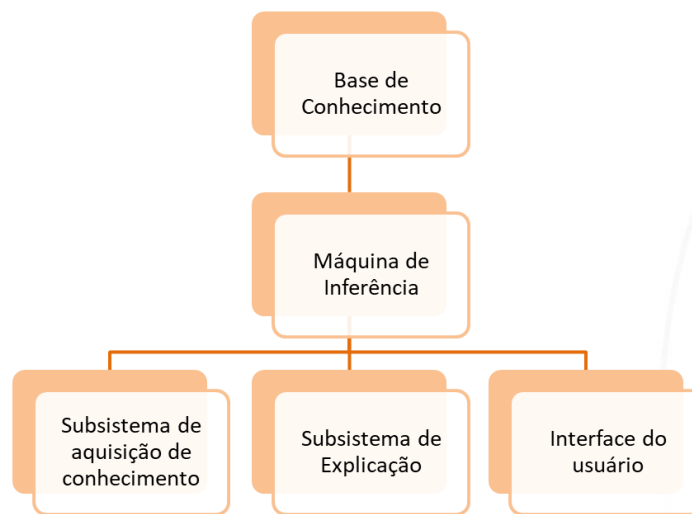 Base de
Conhecimento
Máquina de
Inferência
Subsistema de
aquisição de
conhecimento
Subsistema de
Explicação
Interface do
usuário